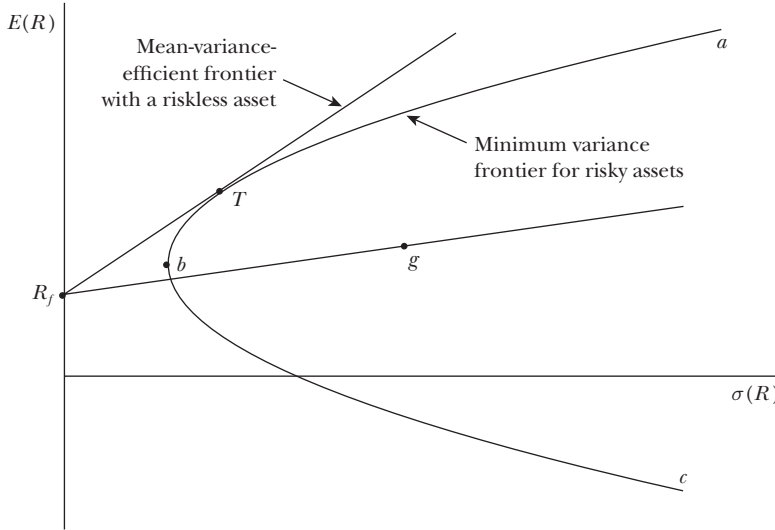 E(R)
Mean-variance-
efficient frontier
with a riskless asset
a
Minimum variance
frontier for risky assets
T
b
g
R_f
σ(R)
c